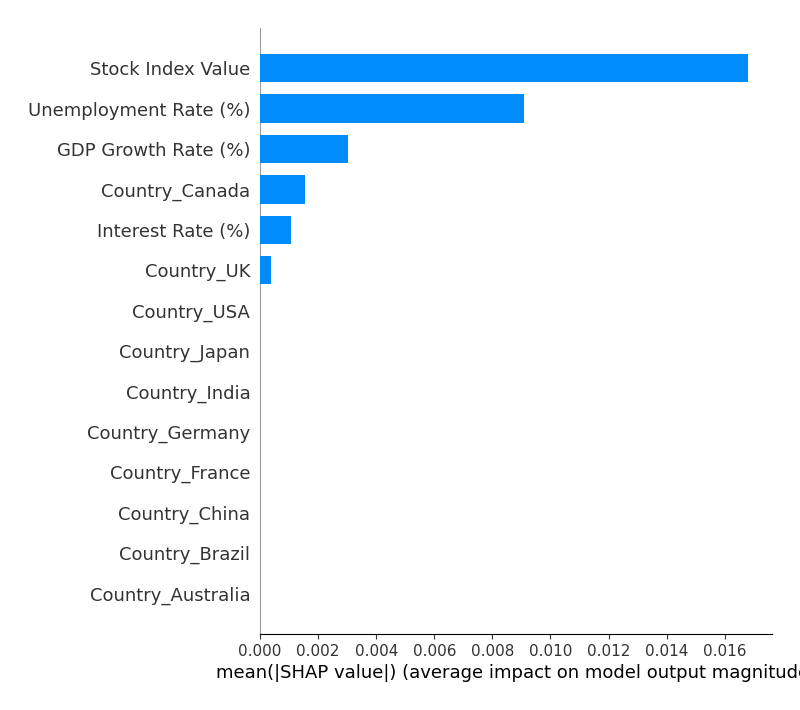 Stock Index Value
Unemployment Rate (%)
GDP Growth Rate (%)
Country_Canada
Interest Rate (%)
Country_UK
Country_USA
Country_Japan
Country_India
Country_Germany
Country_France
Country_China
Country_Brazil
Country_Australia
0.000 0.002 0.004 0.006 0.008 0.010 0.012 0.014 0.016
mean(|SHAP value|) (average impact on model output magnitude